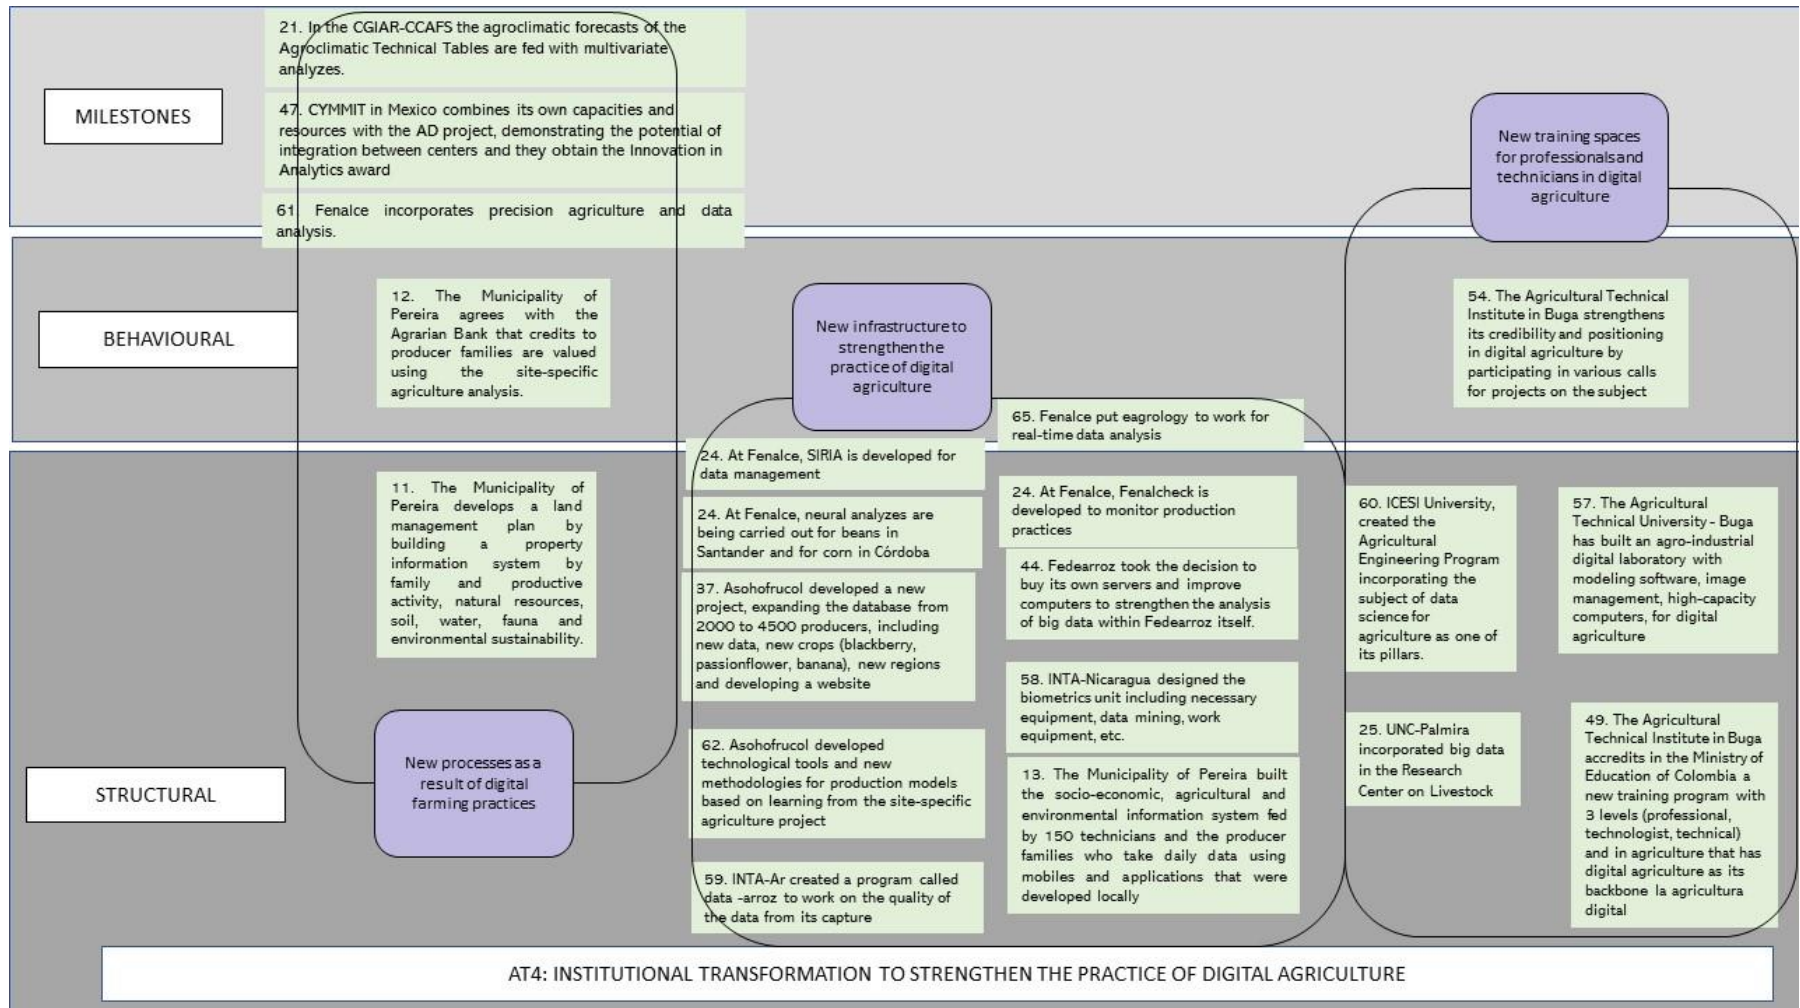 21. In the CGIAR-CCAFS the agroclimatic forecasts of the
Agroclimatic Technical Tables are fed with multivariate
analyzes.
MILESTONES
47. CYMMIT in Mexico combines its own capacities and
resources with the AD project, demonstrating the potential of
integration between centers and they obtain the Innovation in
Analytics award
61. Fenalce incorporates precision agriculture and data
analysis.
New training spaces
for professionals and
technicians in digital
agriculture
BEHAVIOURAL
12. The Municipality of
Pereira agrees with the
Agrarian Bank that credits to
producer families are valued
using the site-specific
agriculture analysis.
New infrastructure to
strengthen the
practice of digital
agriculture
54. The Agricultural Technical
Institute in Buga strengthens
its credibility and positioning
in digital agriculture by
participating in various calls
for projects on the subject
65. Fenalce put eagrology to work for
real-time data analysis
STRUCTURAL
11. The Municipality of
Pereira develops a land
management plan by
building a property
information system by
family and productive
activity, natural resources,
soil, water, fauna and
environmental sustainability.
New processes as a
result of digital
farming practices
24. At Fenalce, SIRIA is developed for
data management
24. At Fenalce, neural analyzes are
being carried out for beans in
Santander and for corn in Córdoba
37. Asohofrucol developed a new
project, expanding the database from
2000 to 4500 producers, including
new data, new crops (blackberry,
passionflower, banana), new regions
and developing a website
62. Asohofrucol developed
technological tools and new
methodologies for production models
based on learning from the site-specific
agriculture project
59. INTA-Ar created a program called
data -arroz to work on the quality of
the data from its capture
24. At Fenalce, Fenalcheck is
developed to monitor production
practices
44. Fedearroz took the decision to
buy its own servers and improve
computers to strengthen the analysis
of big data within Fedearroz itself.
58. INTA-Nicaragua designed the
biometrics unit including necessary
equipment, data mining, work
equipment, etc.
13. The Municipality of Pereira built
the socio-economic, agricultural and
environmental information system fed
by 150 technicians and the producer
families who take daily data using
mobiles and applications that were
developed locally
60. ICESI University,
created the
Agricultural
Engineering Program
incorporating the
subject of data
science for
agriculture as one of
its pillars.
25. UNC-Palmira
incorporated big data
in the Research
Center on Livestock
57. The Agricultural
Technical University - Buga
has built an agro-industrial
digital laboratory with
modeling software, image
management, high-capacity
computers, for digital
agriculture
49. The Agricultural
Technical Institute in Buga
accredits in the Ministry of
Education of Colombia a
new training program with
3 levels (professional,
technologist, technical)
and in agriculture that has
digital agriculture as its
backbone la agricultura
digital
AT4: INSTITUTIONAL TRANSFORMATION TO STRENGTHEN THE PRACTICE OF DIGITAL AGRICULTURE